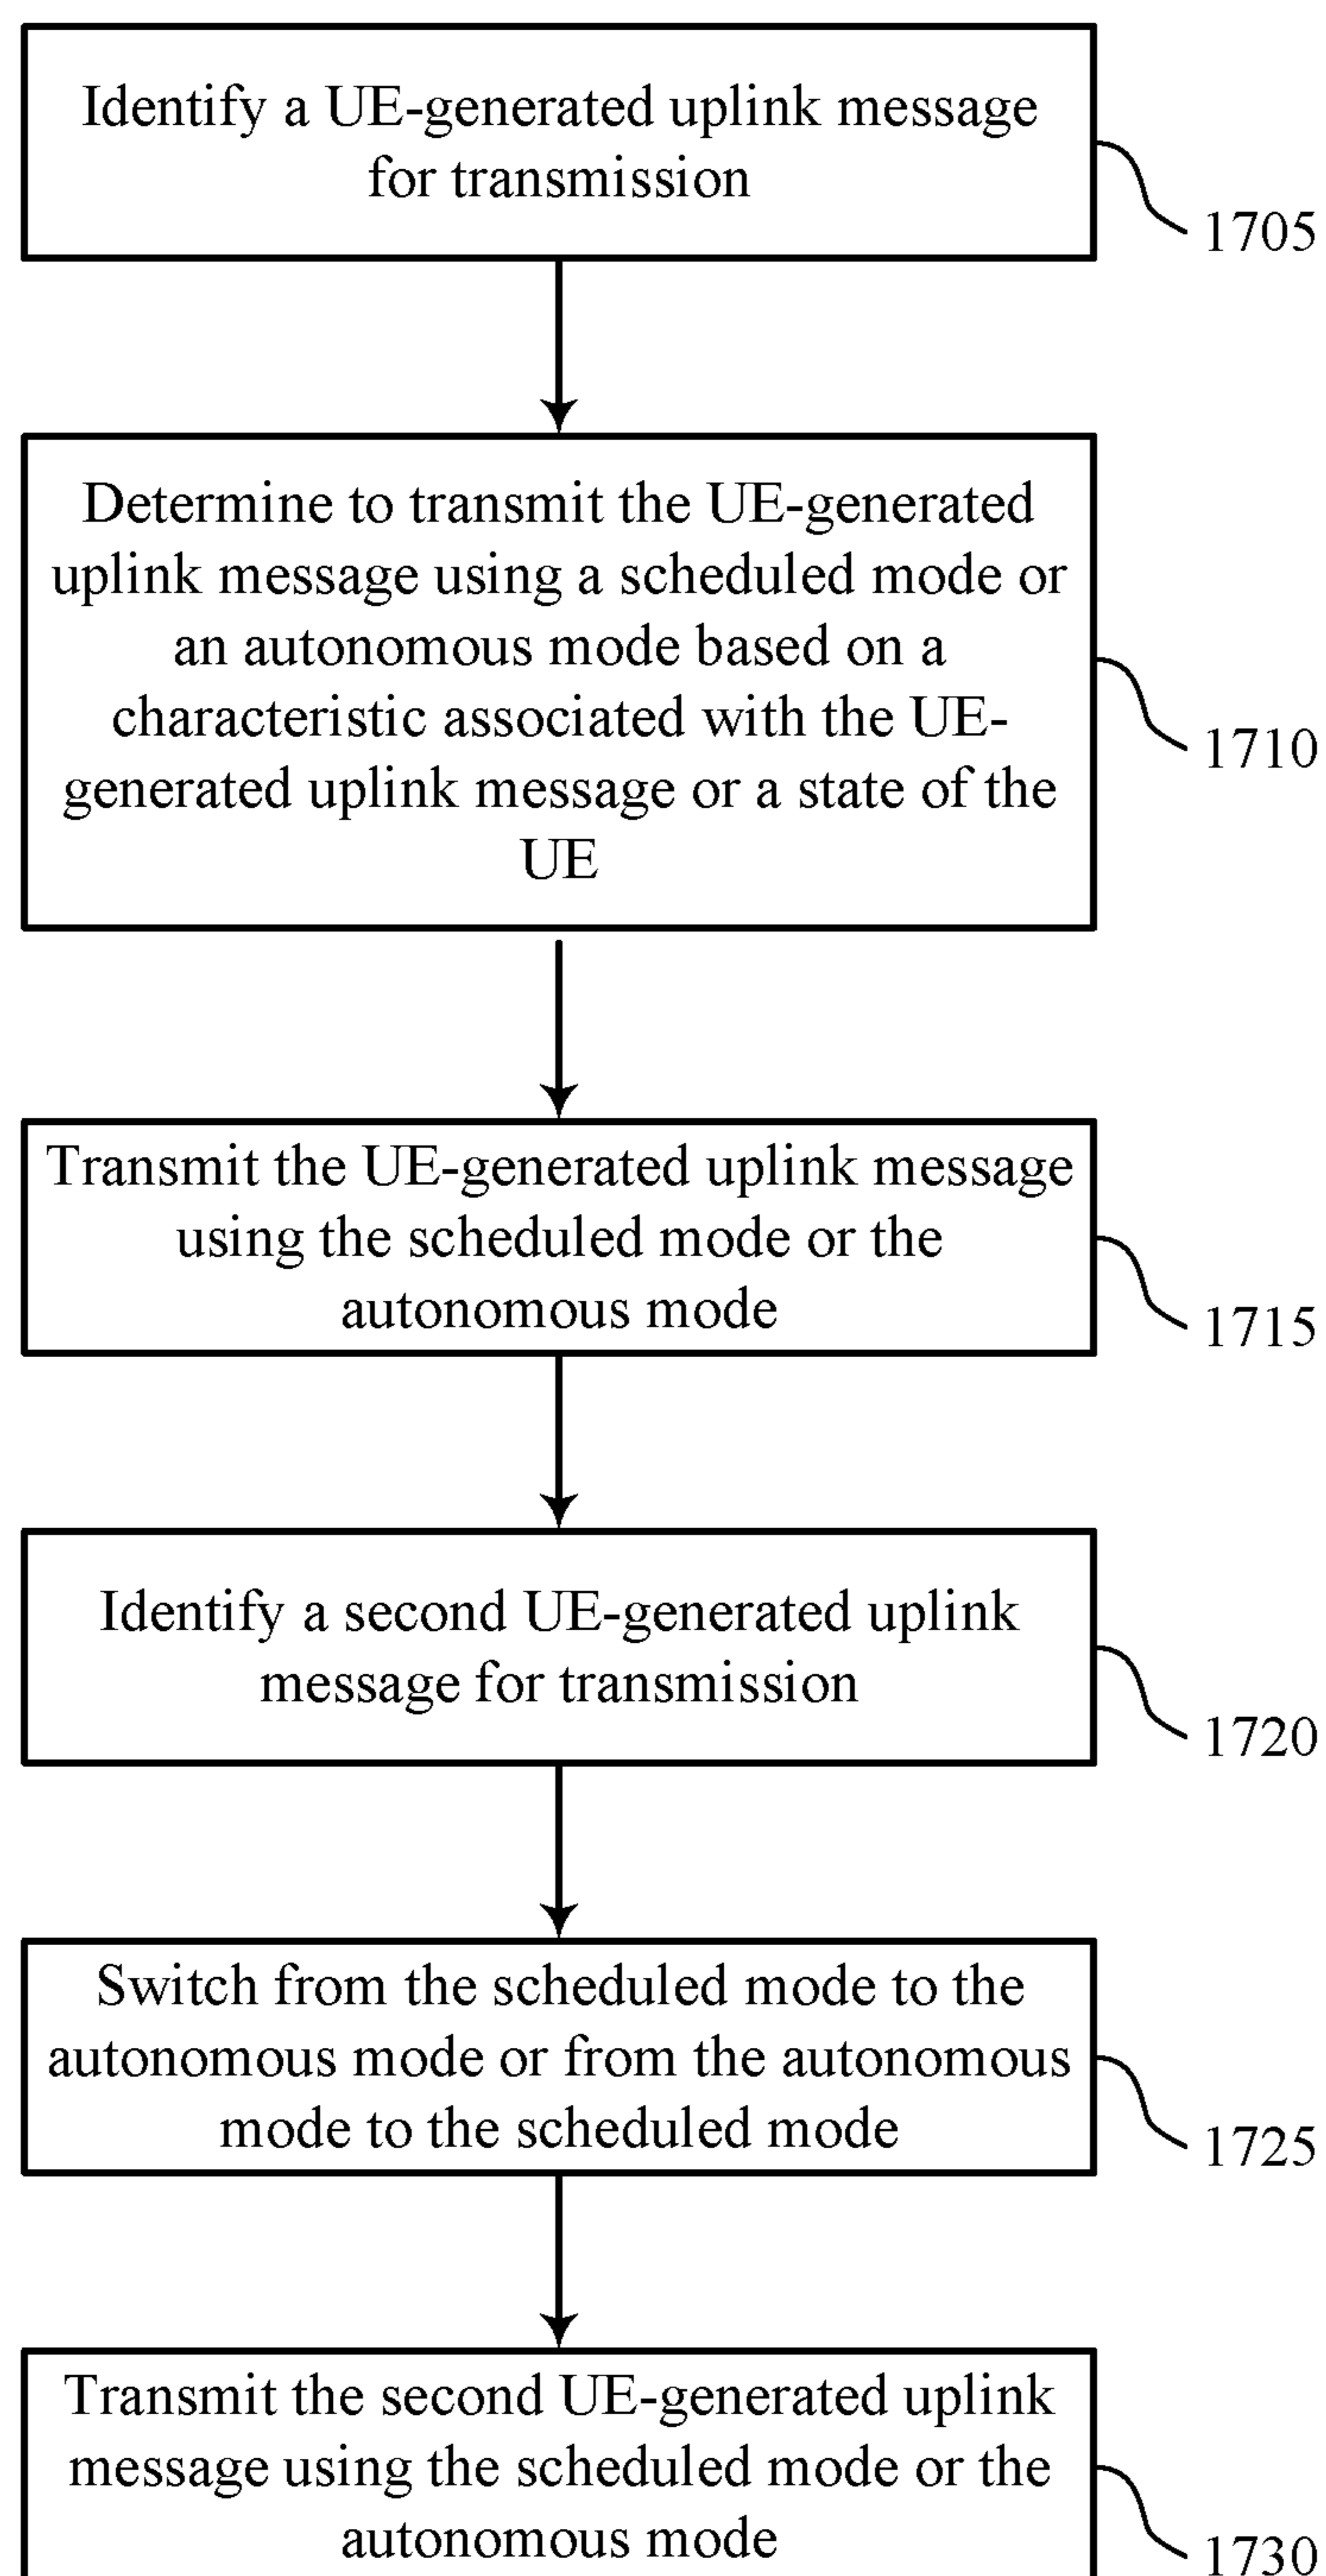 Identify a UE-generated uplink message
for transmission
1705
Determine to transmit the UE-generated
uplink message using a scheduled mode or
an autonomous mode based on a
characteristic associated with the UE-
generated uplink message or a state of the
UE
1710
Transmit the UE-generated uplink message
using the scheduled mode or the
autonomous mode
1715
Identify a second UE-generated uplink
message for transmission
1720
Switch from the scheduled mode to the
autonomous mode or from the autonomous
mode to the scheduled mode
1725
Transmit the second UE-generated uplink
message using the scheduled mode or the
autonomous mode
1730